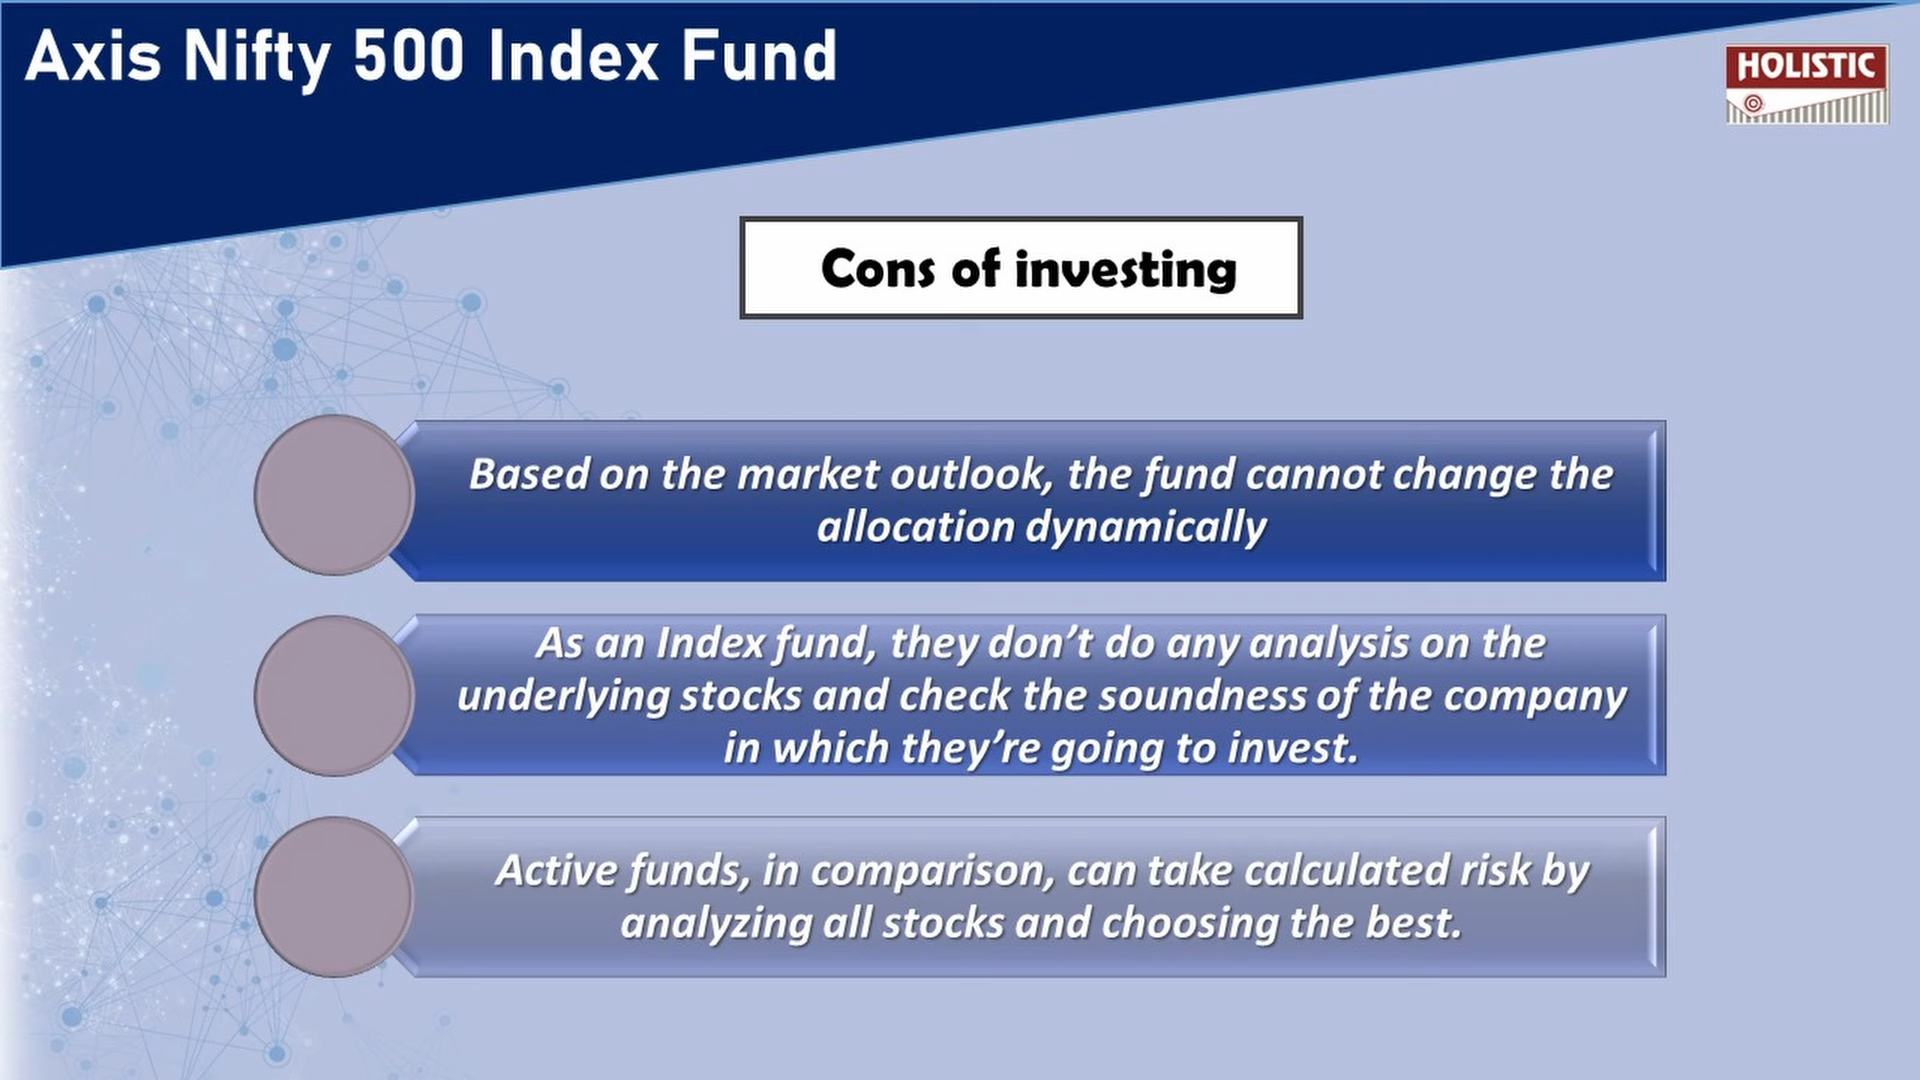 Axis Nifty 500 Index Fund
HOLISTIC
Cons of investing
Based on the market outlook, the fund cannot change the
allocation dynamically
As an Index fund, they don’t do any analysis on the
underlying stocks and check the soundness of the company
in which they’re going to invest.
Active funds, in comparison, can take calculated risk by
analyzing all stocks and choosing the best.